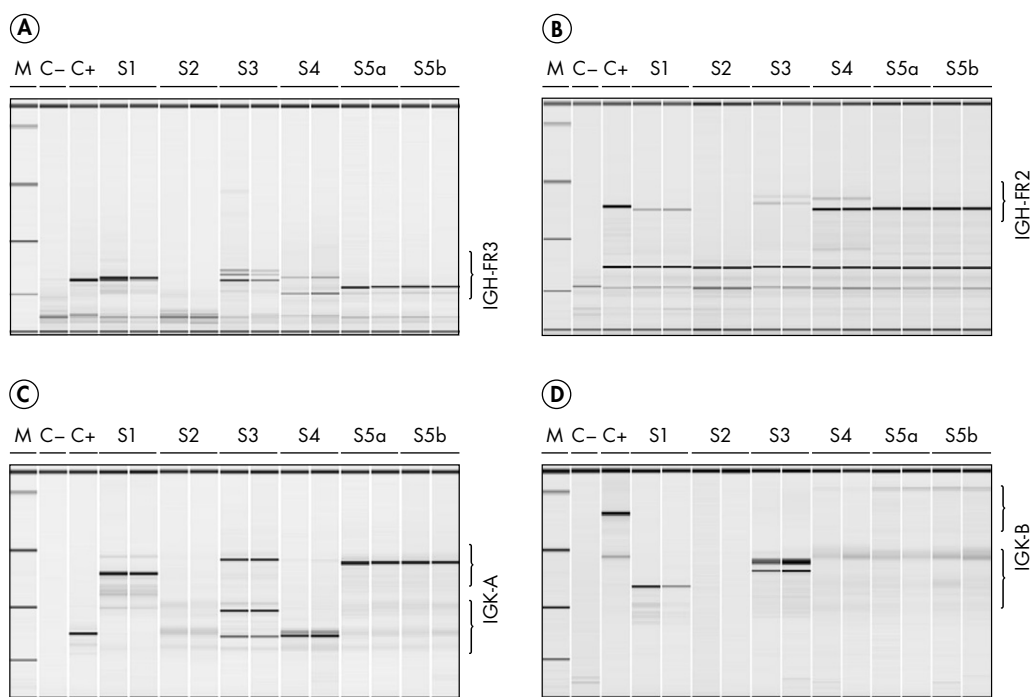 A
M C– C+ S1 S2 S3 S4 S5a S5b
IGH-FR3
B
M C– C+ S1 S2 S3 S4 S5a S5b
IGH-FR2
C
M C– C+ S1 S2 S3 S4 S5a S5b
IGK-A
D
M C– C+ S1 S2 S3 S4 S5a S5b
IGK-B